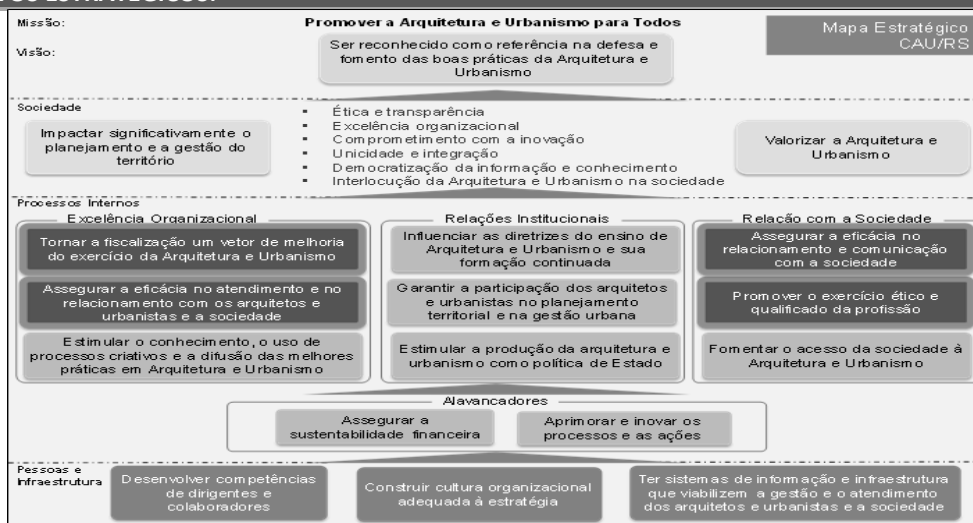 Missão:
Promover a Arquitetura e Urbanismo para Todos
Mapa Estratégico
CAU/RS
Visão:
Ser reconhecido como referência na defesa e
fomento das boas práticas da Arquitetura e
Urbanismo
Sociedade
Impactar significativamente o
planejamento e a gestão do
território
▪ Ética e transparência
▪ Excelência organizacional
▪ Comprometimento com a inovação
▪ Unicidade e integração
▪ Democratização da informação e conhecimento
▪ Interlocução da Arquitetura e Urbanismo na sociedade
Valorizar a Arquitetura e
Urbanismo
Processos Internos
Excelência Organizacional
Tornar a fiscalização um vetor de melhoria
do exercício da Arquitetura e Urbanismo
Assegurar a eficácia no atendimento e no
relacionamento com os arquitetos e
urbanistas e a sociedade
Estimular o conhecimento, o uso de
processos criativos e a difusão das melhores
práticas em Arquitetura e Urbanismo
Relações Institucionais
Influenciar as diretrizes do ensino de
Arquitetura e Urbanismo e sua
formação continuada
Garantir a participação dos arquitetos
e urbanistas no planejamento
territorial e na gestão urbana
Estimular a produção da arquitetura e
urbanismo como política de Estado
Relação com a Sociedade
Assegurar a eficácia no
relacionamento e comunicação
com a sociedade
Promover o exercício ético e
qualificado da profissão
Fomentar o acesso da sociedade à
Arquitetura e Urbanismo
Alavancadores
Assegurar a
sustentabilidade financeira
Aprimorar e inovar os
processos e as ações
Pessoas e
Infraestrutura
Desenvolver competências
de dirigentes e
colaboradores
Construir cultura organizacional
adequada à estratégia
Ter sistemas de informação e infraestrutura
que viabilizem a gestão e o atendimento
dos arquitetos e urbanistas e a sociedade